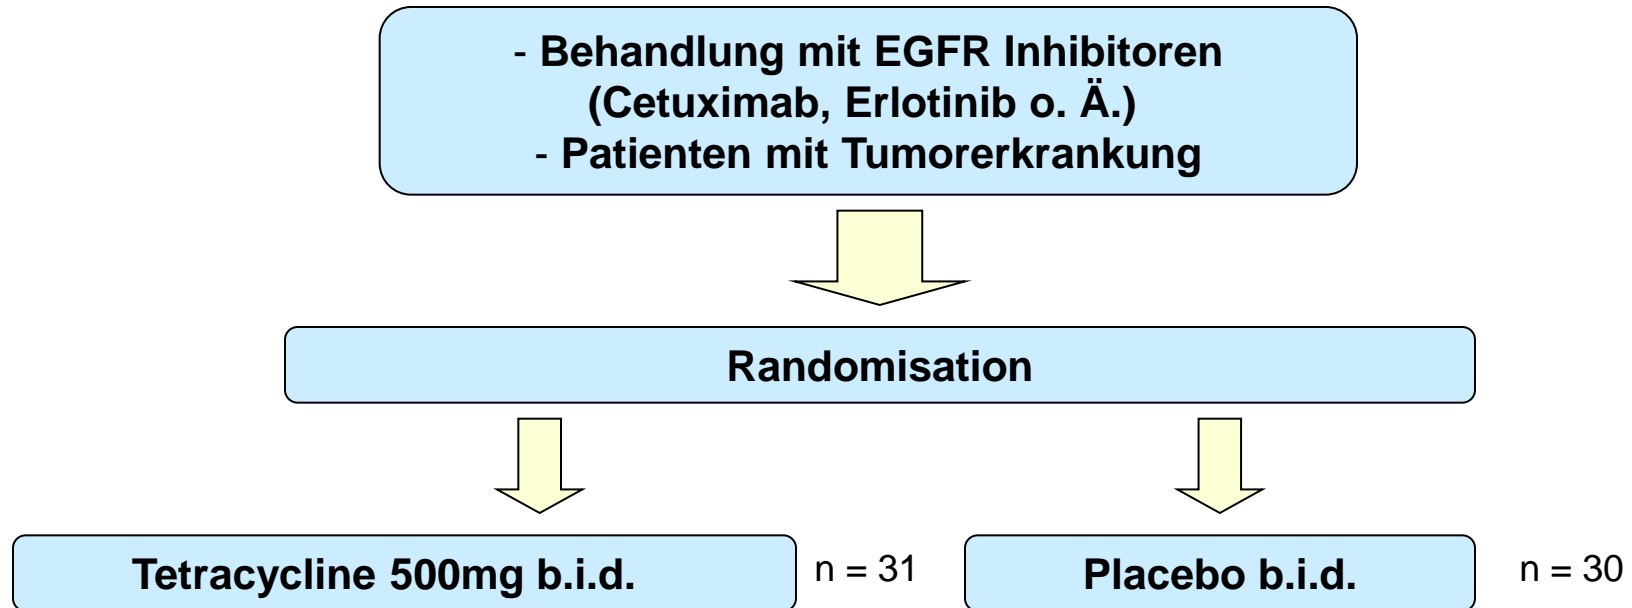 - Behandlung mit EGFR Inhibitoren
(Cetuximab, Erlotinib o. Ä.)
- Patienten mit Tumorerkrankung
Randomisation
Tetracycline 500mg b.i.d.
n = 31
Placebo b.i.d.
n = 30